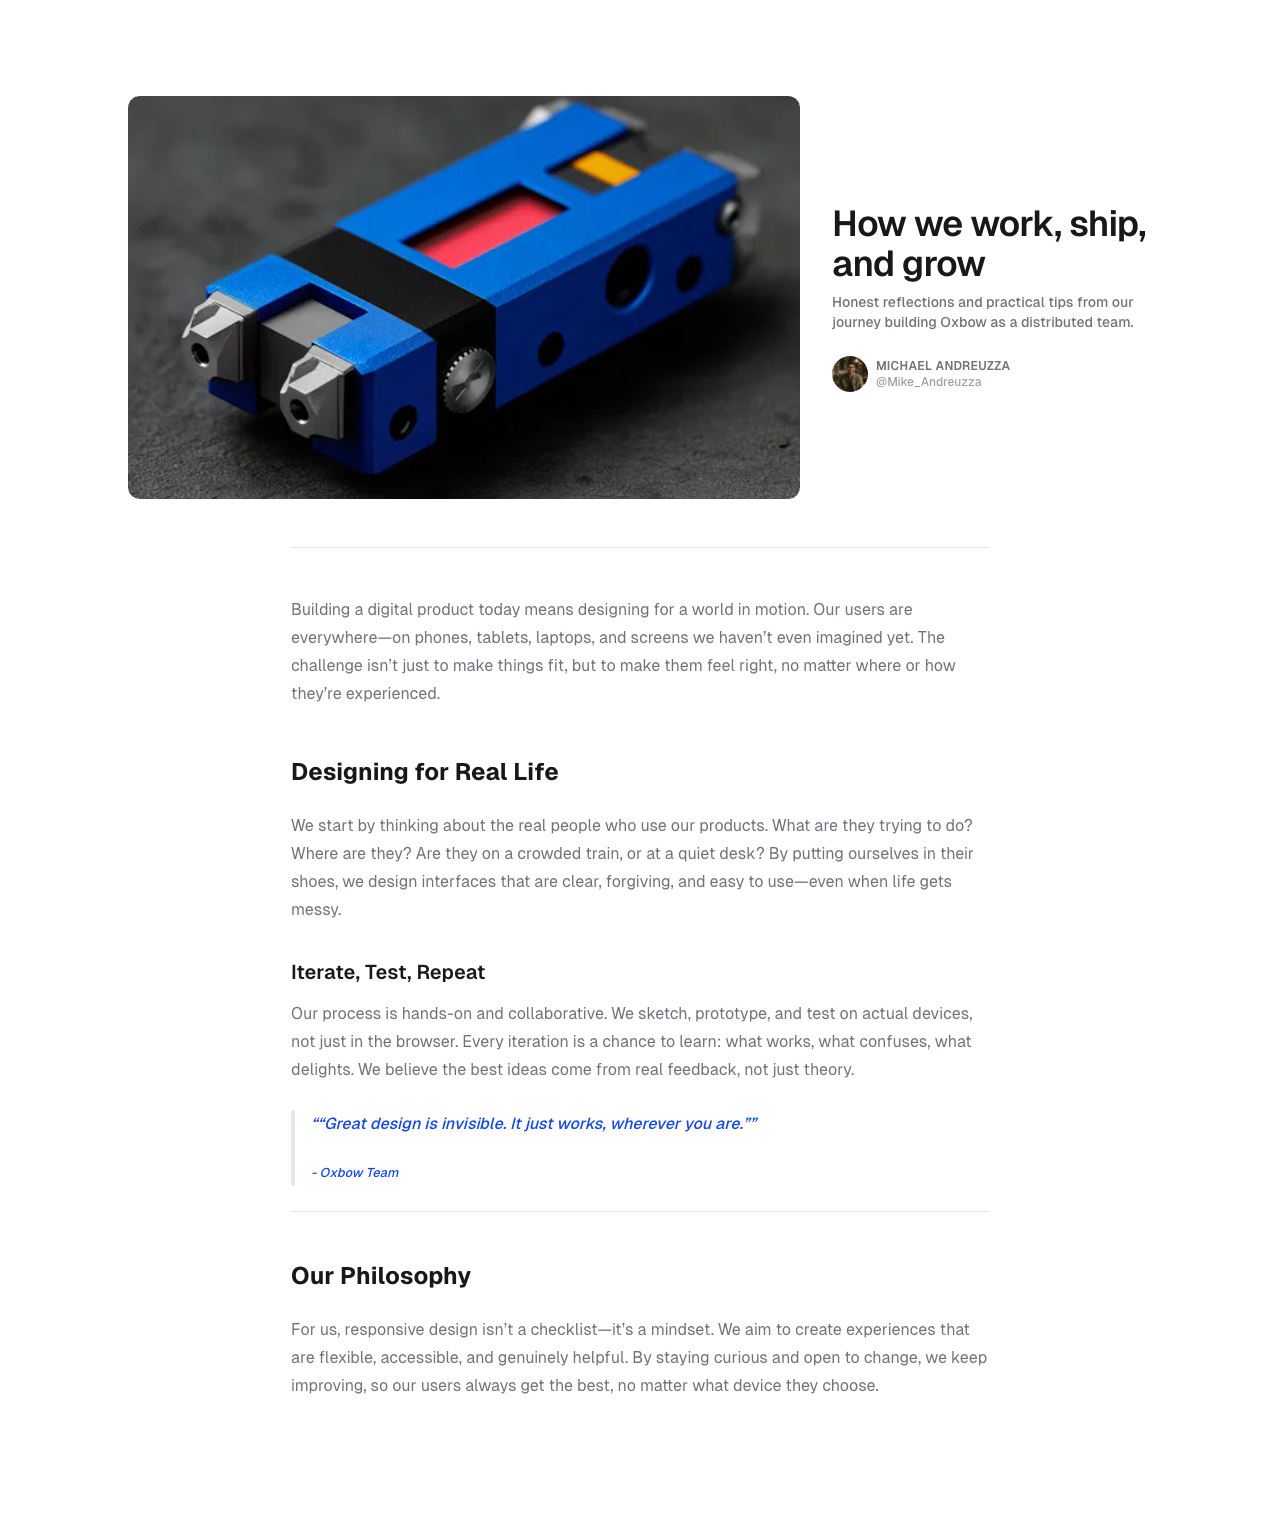 How we work, ship,
and grow
Honest reflections and practical tips from our
journey building Oxbow as a distributed team.
MICHAEL ANDREUZZA
@Mike_Andreuzza
Building a digital product today means designing for a world in motion. Our users are
everywhere—on phones, tablets, laptops, and screens we haven’t even imagined yet. The
challenge isn’t just to make things fit, but to make them feel right, no matter where or how
they’re experienced.
Designing for Real Life
We start by thinking about the real people who use our products. What are they trying to do?
Where are they? Are they on a crowded train, or at a quiet desk? By putting ourselves in their
shoes, we design interfaces that are clear, forgiving, and easy to use—even when life gets
messy.
Iterate, Test, Repeat
Our process is hands-on and collaborative. We sketch, prototype, and test on actual devices,
not just in the browser. Every iteration is a chance to learn: what works, what confuses, what
delights. We believe the best ideas come from real feedback, not just theory.
““Great design is invisible. It just works, wherever you are.””
- Oxbow Team
Our Philosophy
For us, responsive design isn’t a checklist—it’s a mindset. We aim to create experiences that
are flexible, accessible, and genuinely helpful. By staying curious and open to change, we keep
improving, so our users always get the best, no matter what device they choose.